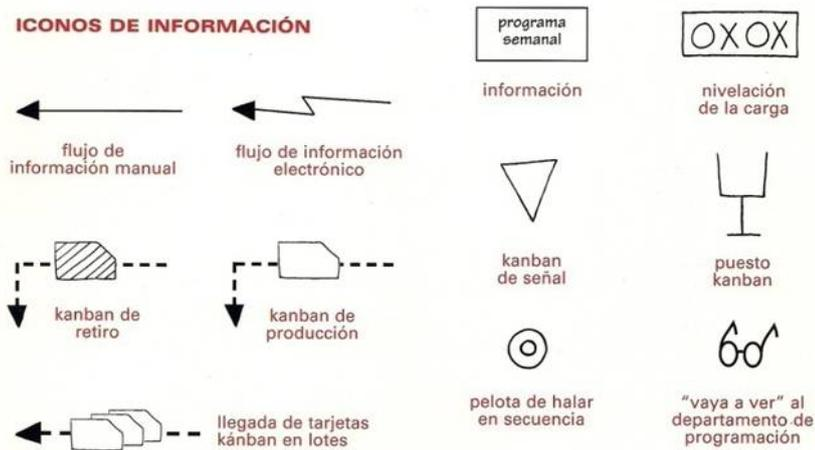 ICONOS DE INFORMACIÓN
programa
semanal
OXOX
información
nivelación
de la carga
flujo de
información manual
flujo de información
electrónico
kanban
de señal
puesto
kanban
kanban de
retiro
kanban de
producción
pelota de halar
en secuencia
"vaya a ver" al
departamento de
programación
llegada de tarjetas
kánban en lotes